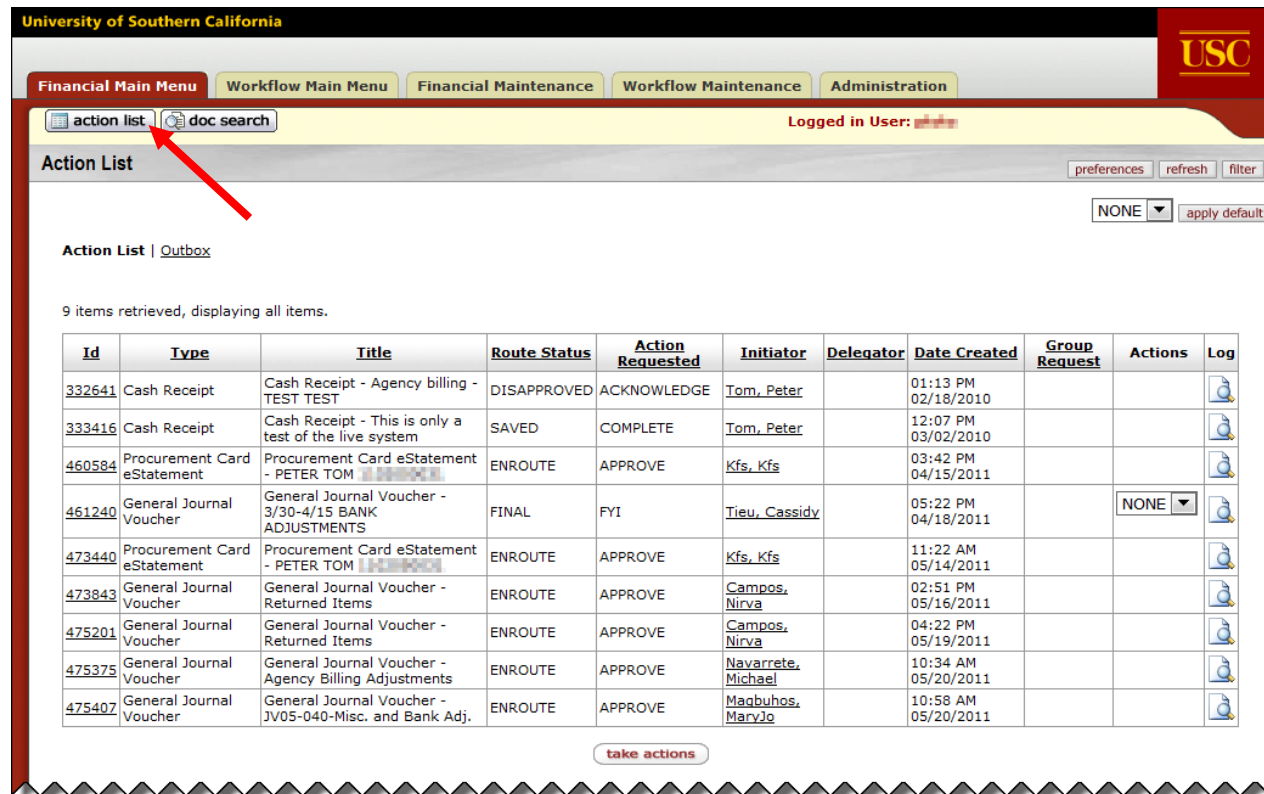 University of Southern California
USC
Financial Main Menu Workflow Main Menu Financial Maintenance Workflow Maintenance Administration
action list doc search Logged in User:
Action List preferences refresh filter
NONE apply default
Action List | Outbox
9 items retrieved, displaying all items.
Id Type Title Route Status Action Requested Initiator Delegator Date Created Group Request Actions Log
332641 Cash Receipt Cash Receipt - Agency billing - TEST TEST DISAPPROVED ACKNOWLEDGE Tom, Peter 01:13 PM 02/18/2010
333416 Cash Receipt Cash Receipt - This is only a test of the live system SAVED COMPLETE Tom, Peter 12:07 PM 03/02/2010
460584 Procurement Card eStatement Procurement Card eStatement - PETER TOM ENROUTE APPROVE Kfs, Kfs 03:42 PM 04/15/2011
461240 General Journal Voucher General Journal Voucher - 3/30-4/15 BANK ADJUSTMENTS FINAL FYI Tieu, Cassidy 05:22 PM 04/18/2011 NONE
473440 Procurement Card eStatement Procurement Card eStatement - PETER TOM ENROUTE APPROVE Kfs, Kfs 11:22 AM 05/14/2011
473843 General Journal Voucher General Journal Voucher - Returned Items ENROUTE APPROVE Campos, Nirva 02:51 PM 05/16/2011
475201 General Journal Voucher General Journal Voucher - Returned Items ENROUTE APPROVE Campos, Nirva 04:22 PM 05/19/2011
475375 General Journal Voucher General Journal Voucher - Agency Billing Adjustments ENROUTE APPROVE Navarrete, Michael 10:34 AM 05/20/2011
475407 General Journal Voucher General Journal Voucher - JV05-040-Misc. and Bank Adj. ENROUTE APPROVE Magbuhos, MaryJo 10:58 AM 05/20/2011
take actions